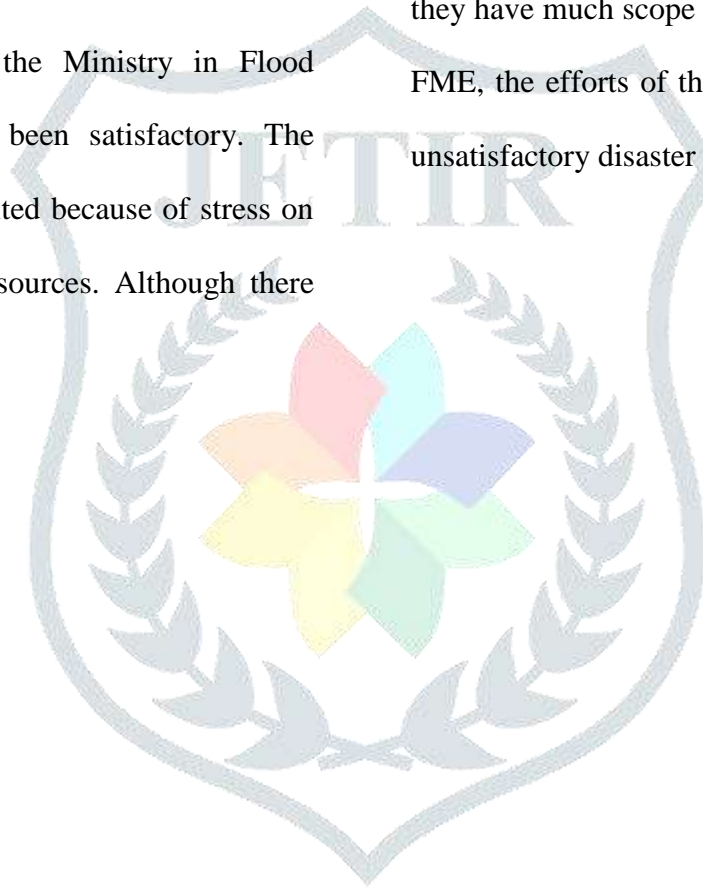 the Ministry in Flood
been satisfactory. The
ted because of stress on
sources. Although there
they have much scope
FME, the efforts of th
unsatisfactory disaster
JETIR